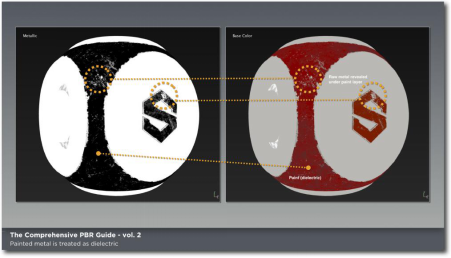 Metallic
Base Color
Raw metal revealed
under paint layer
Paint (dielectric)
The Comprehensive PBR Guide - vol. 2
Painted metal is treated as dielectric